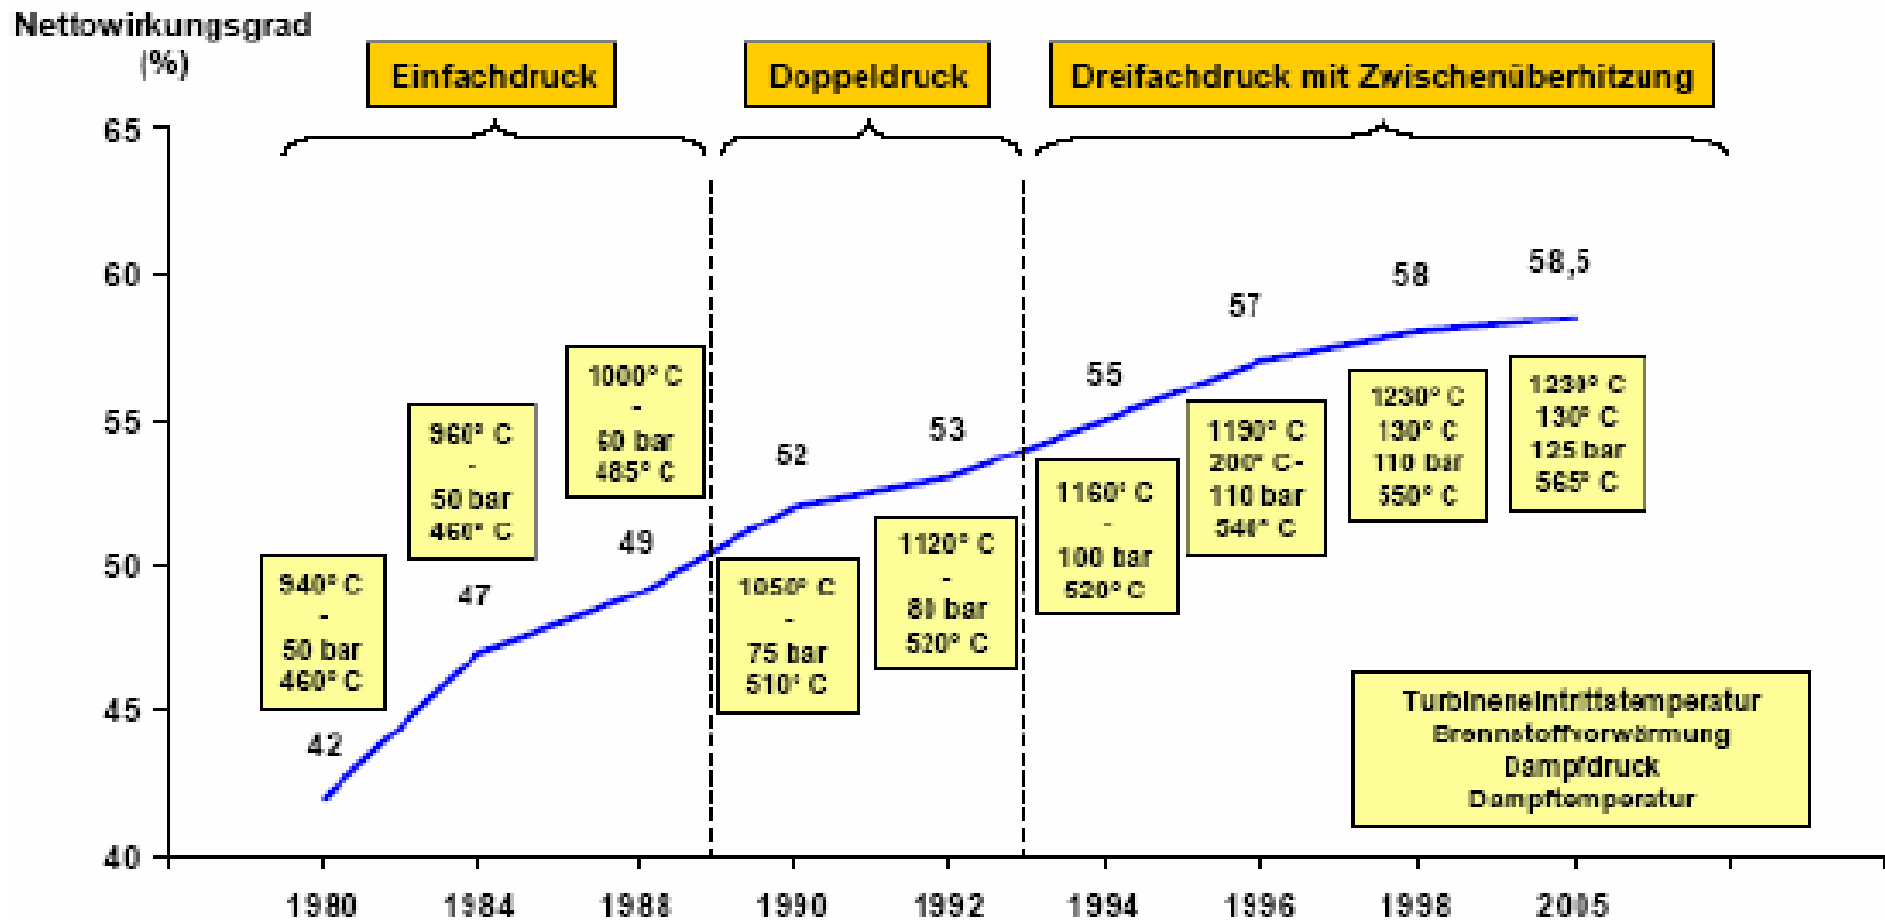 Nettowirkungsgrad
(%)
Einfachdruck
Doppeldruck
Dreifachdruck mit Zwischenüberhitzung
65
60
55
50
45
40
42
47
49
52
53
55
57
58
58,5
940° C
-
50 bar
460° C
960° C
-
50 bar
460° C
1000° C
-
60 bar
485° C
1050° C
-
75 bar
510° C
1120° C
-
80 bar
520° C
1160° C
-
100 bar
520° C
1190° C
200° C-
110 bar
540° C
1230° C
130° C
110 bar
550° C
1230° C
130° C
125 bar
565° C
Turbineneintrittstemperatur
Brennstoffvorwärmung
Dampfdruck
Dampftemperatur
1980
1984
1988
1990
1992
1994
1996
1998
2005